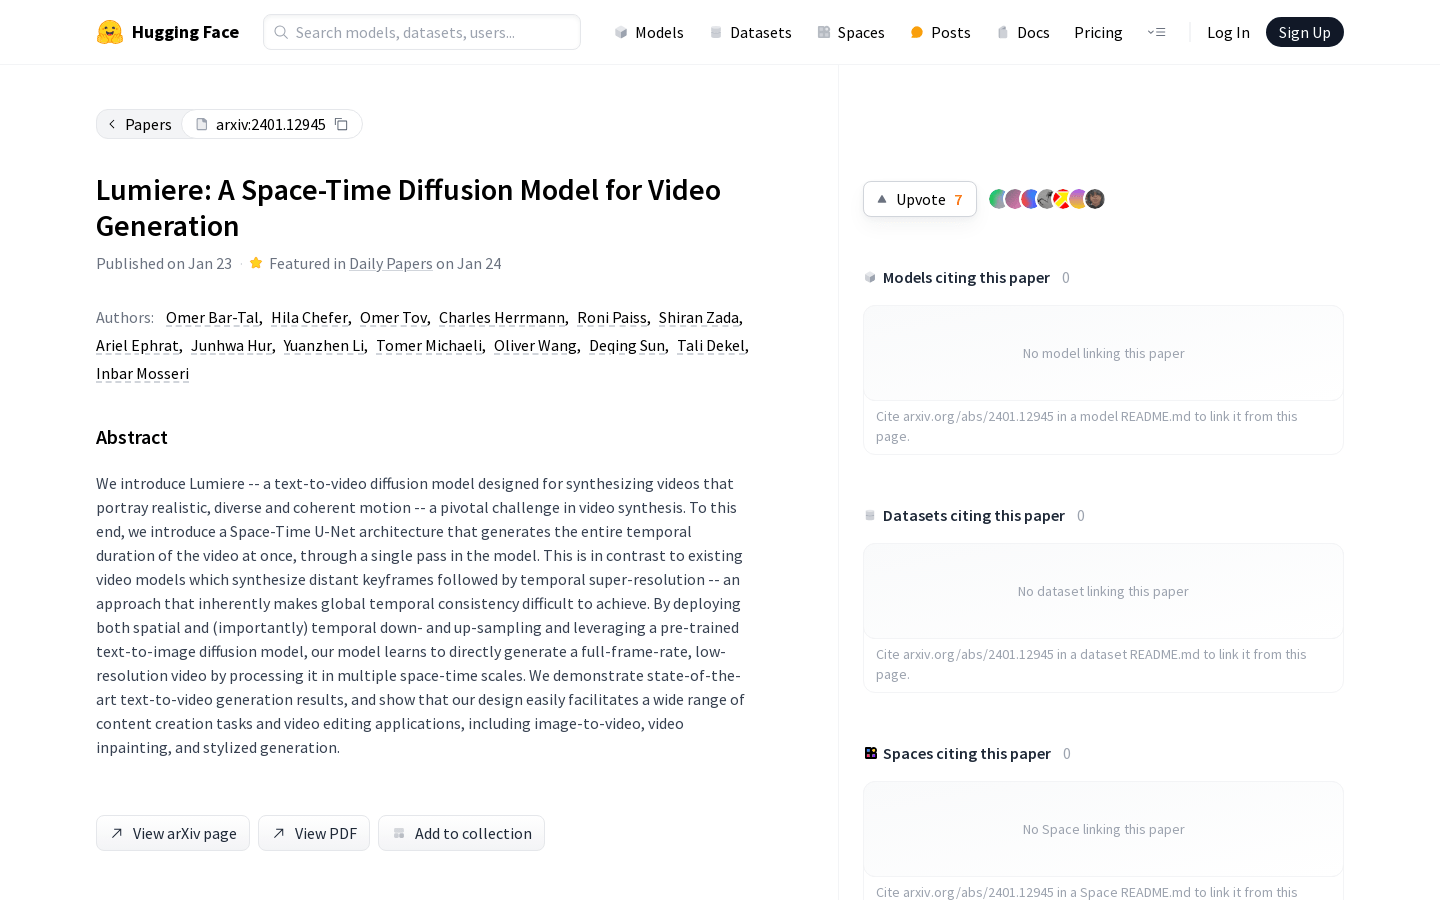 Hugging Face
Search models, datasets, users...
Models
Datasets
Spaces
Posts
Docs
Pricing
Log In
Sign Up
Papers
arxiv:2401.12945
Lumiere: A Space-Time Diffusion Model for Video
Generation
Published on Jan 23 · Featured in Daily Papers on Jan 24
Authors: Omer Bar-Tal, Hila Chefer, Omer Tov, Charles Herrmann, Roni Paiss, Shiran Zada,
Ariel Ephrat, Junhwa Hur, Yuanzhen Li, Tomer Michaeli, Oliver Wang, Deqing Sun, Tali Dekel,
Inbar Mosseri
Abstract
We introduce Lumiere -- a text-to-video diffusion model designed for synthesizing videos that
portray realistic, diverse and coherent motion -- a pivotal challenge in video synthesis. To this
end, we introduce a Space-Time U-Net architecture that generates the entire temporal
duration of the video at once, through a single pass in the model. This is in contrast to existing
video models which synthesize distant keyframes followed by temporal super-resolution -- an
approach that inherently makes global temporal consistency difficult to achieve. By deploying
both spatial and (importantly) temporal down- and up-sampling and leveraging a pre-trained
text-to-image diffusion model, our model learns to directly generate a full-frame-rate, low-
resolution video by processing it in multiple space-time scales. We demonstrate state-of-the-
art text-to-video generation results, and show that our design easily facilitates a wide range of
content creation tasks and video editing applications, including image-to-video, video
inpainting, and stylized generation.
View arXiv page
View PDF
Add to collection
Upvote 7
Models citing this paper 0
No model linking this paper
Cite arxiv.org/abs/2401.12945 in a model README.md to link it from this
page.
Datasets citing this paper 0
No dataset linking this paper
Cite arxiv.org/abs/2401.12945 in a dataset README.md to link it from this
page.
Spaces citing this paper 0
No Space linking this paper
Cite arxiv.org/abs/2401.12945 in a Space README.md to link it from this